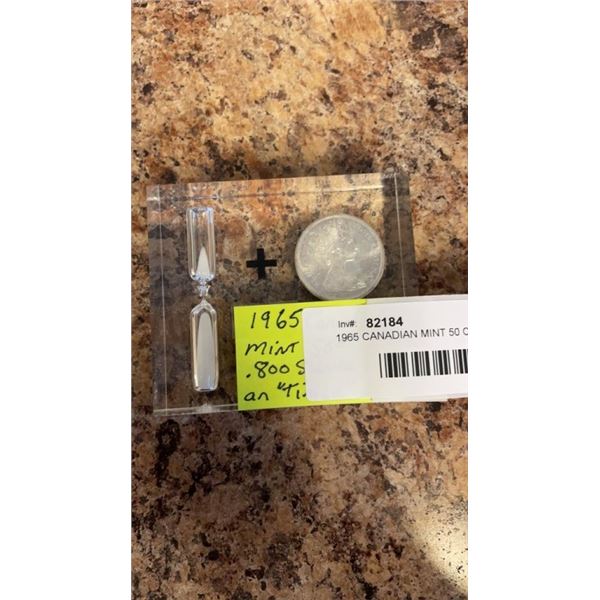 +
1965
Inv#: 82184
1965 CANADIAN MINT 50
MINT
.800
an